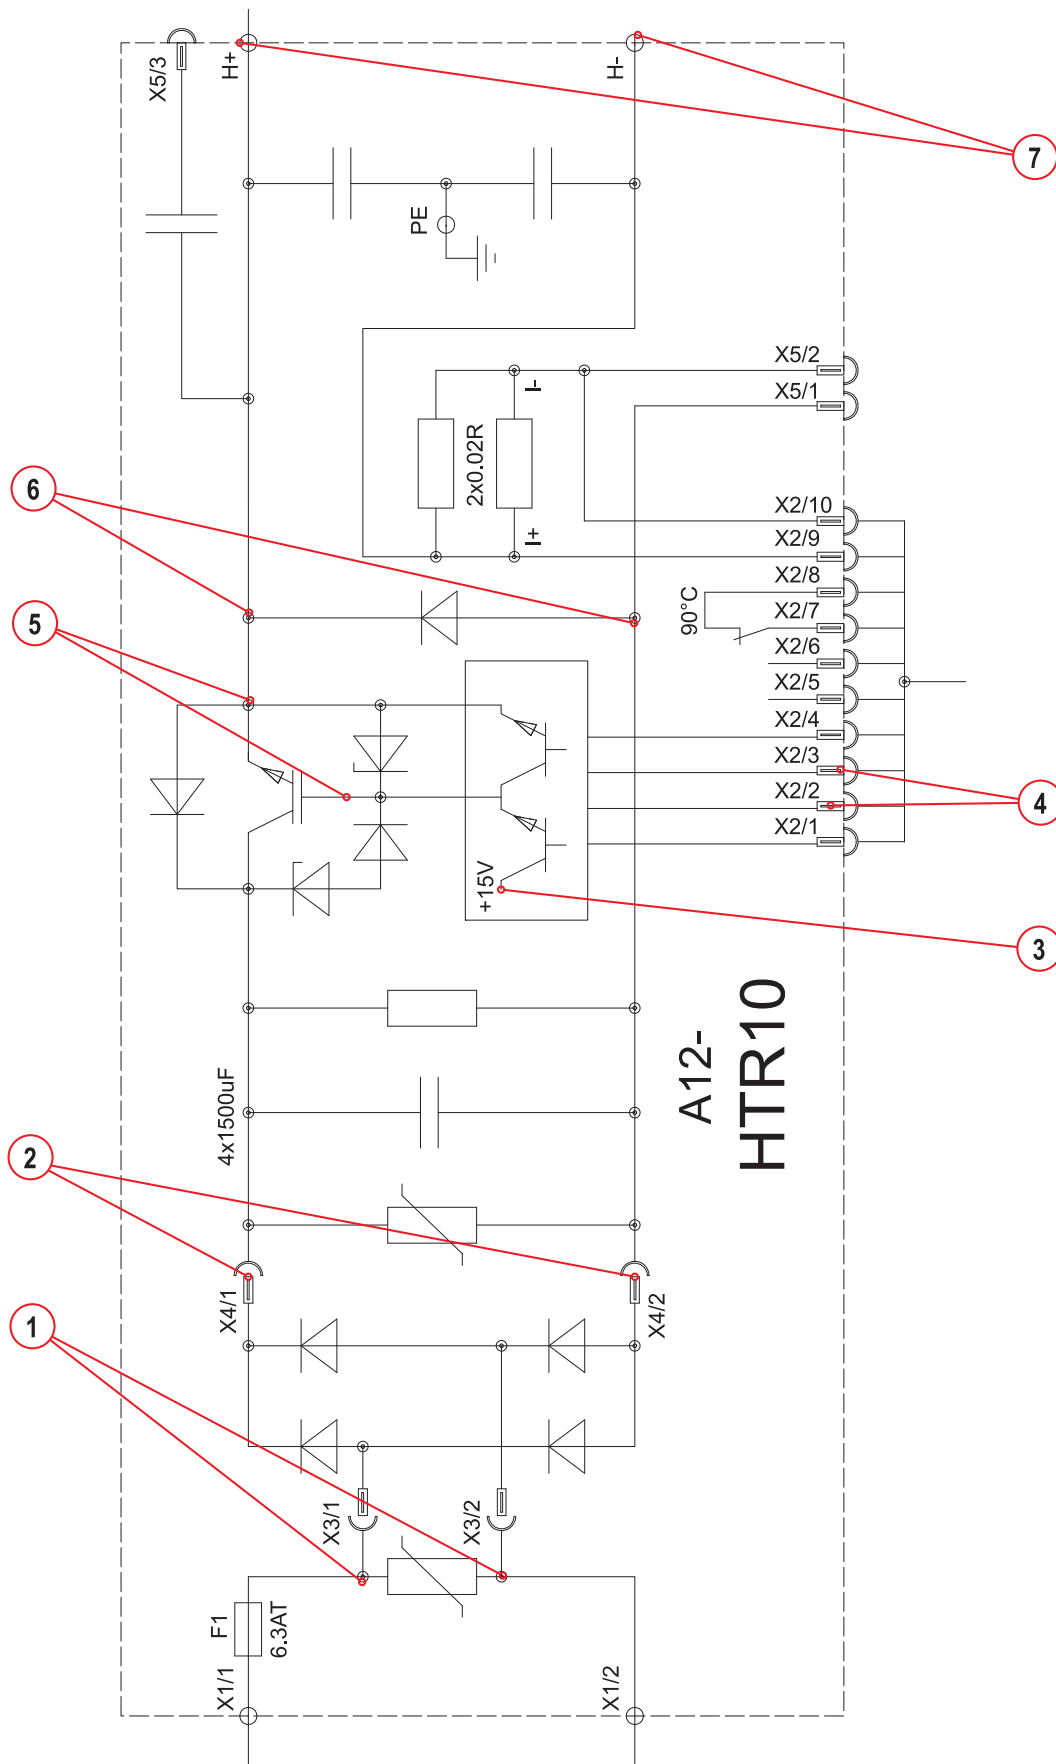 X5/3
H+
H-
7
PE
X5/2
X5/1
I-
2x0.02R
I+
6
X2/10
X2/9
X2/8
90°C
X2/7
5
X2/6
X2/5
X2/4
X2/3
X2/2
4
X2/1
+15V
3
A12-
HTR10
4x1500uF
2
X4/1
X4/2
1
X3/1
X3/2
F1
6.3AT
X1/1
X1/2